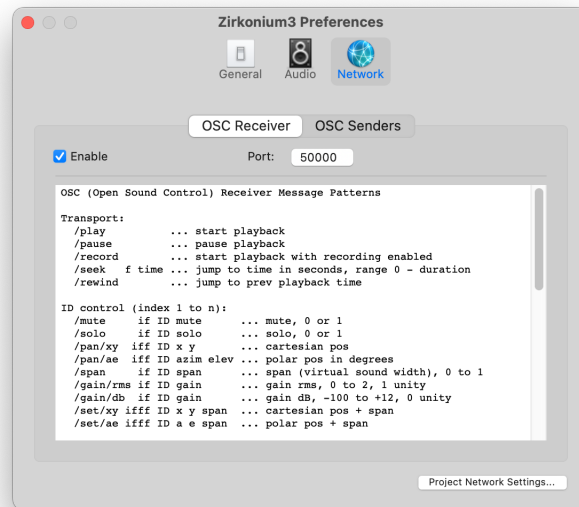 Zirkonium3 Preferences
General Audio Network
OSC Receiver OSC Senders
Enable Port: 50000
OSC (Open Sound Control) Receiver Message Patterns
Transport:
/play ... start playback
/pause ... pause playback
/record ... start playback with recording enabled
/seek f time ... jump to time in seconds, range 0 - duration
/rewind ... jump to prev playback time
ID control (index 1 to n):
/mute if ID mute ... mute, 0 or 1
/solo if ID solo ... solo, 0 or 1
/pan/xy iff ID x y ... cartesian pos
/pan/ae iff ID azim elev ... polar pos in degrees
/span if ID span ... span (virtual sound width), 0 to 1
/gain/rms if ID gain ... gain rms, 0 to 2, 1 unity
/gain/db if ID gain ... gain dB, -100 to +12, 0 unity
/set/xy ifff ID x y span ... cartesian pos + span
/set/ae ifff ID a e span ... polar pos + span
Project Network Settings...